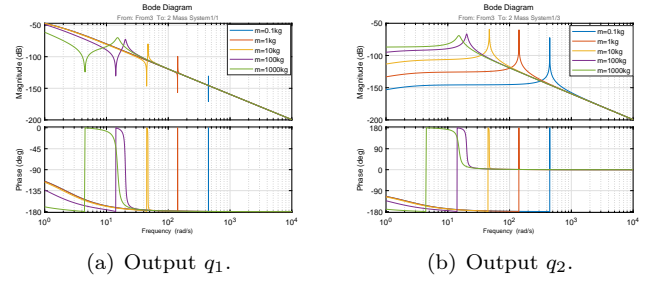 Bode Diagram
From: From3 To: 2 Mass System1/1
Magnitude (dB)
-50
-100
-150
-200
m=0.1kg
m=1kg
m=10kg
m=100kg
m=1000kg
Phase (deg)
0
-45
-90
-135
-180
10^0
10^1
10^2
10^3
10^4
Frequency (rad/s)
(a) Output q_1.
Bode Diagram
From: From3 To: 2 Mass System1/3
Magnitude (dB)
-50
-100
-150
-200
m=0.1kg
m=1kg
m=10kg
m=100kg
m=1000kg
Phase (deg)
180
90
0
-90
-180
10^0
10^1
10^2
10^3
10^4
Frequency (rad/s)
(b) Output q_2.